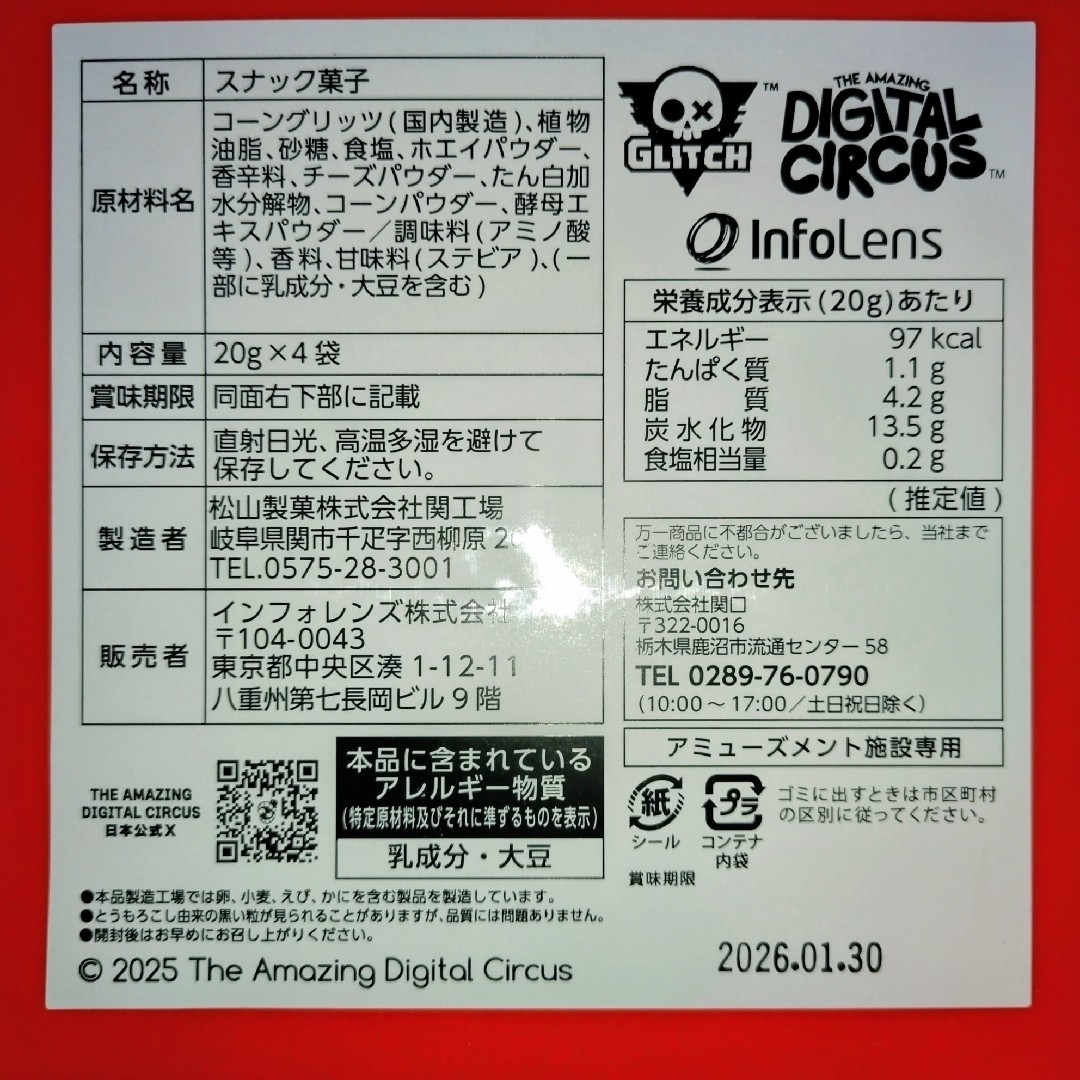 名称 スナック菓子
原材料名
コーングリッツ(国内製造)、植物
油脂、砂糖、食塩、ホエイパウダー、
香辛料、チーズパウダー、たん白加
水分解物、コーンパウダー、酵母エ
キスパウダー／調味料(アミノ酸
等)、香料、甘味料(ステビア)、(一
部に乳成分・大豆を含む)
内容量 20g×4袋
賞味期限 同面右下部に記載
保存方法
直射日光、高温多湿を避けて
保存してください。
製造者
松山製菓株式会社関工場
岐阜県関市千疋字西柳原
TEL.0575-28-3001
販売者
インフォレンズ株式会社
〒104-0043
東京都中央区湊 1-12-11
八重州第七長岡ビル 9 階
THE AMAZING
DIGITAL CIRCUS
日本公式X
本品に含まれている
アレルギー物質
(特定原材料及びそれに準ずるものを表示)
乳成分・大豆
●本品製造工場では卵、小麦、えび、かにを含む製品を製造しています。
●とうもろこし由来の黒い粒が見られることがありますが、品質には問題ありません。
●開封後はお早めにお召し上がりください。
© 2025 The Amazing Digital Circus
GLITCH ™
THE AMAZING
DIGITAL
CIRCUS ™
InfoLens
栄養成分表示(20g)あたり
エネルギー 97 kcal
たんぱく質 1.1 g
脂質 4.2 g
炭水化物 13.5 g
食塩相当量 0.2 g
(推定値)
万一商品に不都合がございましたら、当社まで
ご連絡ください。
お問い合わせ先
株式会社関口
〒322-0016
栃木県鹿沼市流通センター 58
TEL 0289-76-0790
(10:00～17:00／土日祝日除く)
アミューズメント施設専用
紙
シール
プラ
コンテナ
内袋
ゴミに出すときは市区町村
の区別に従ってください。
賞味期限
2026.01.30